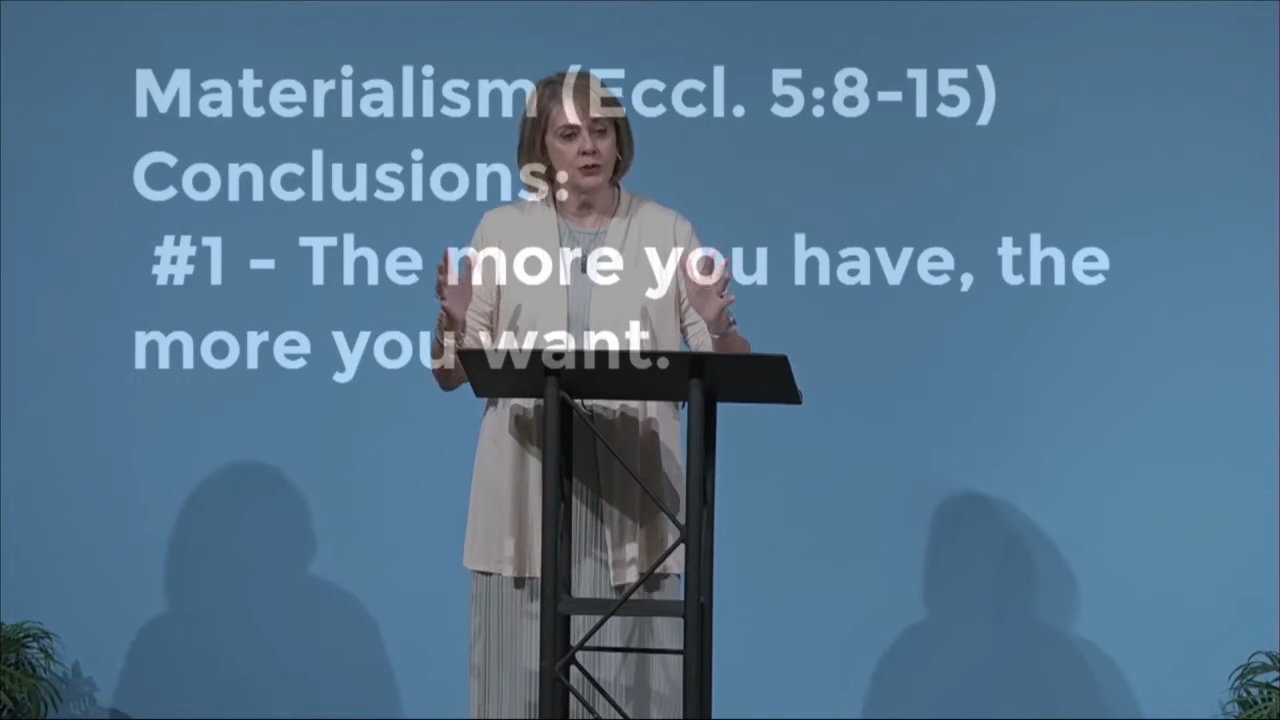 Materialism (Eccl. 5:8-15)
Conclusions:
#1 - The more you have, the
more you want.